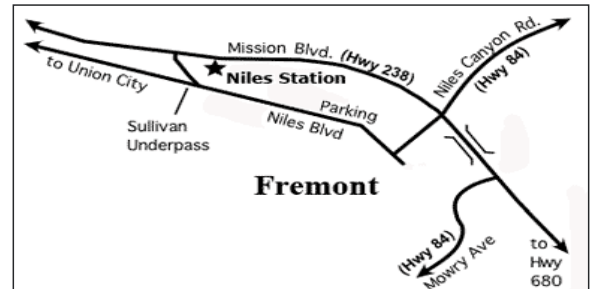 Mission Blvd. (Hwy 238)
Niles Canyon Rd.
(Hwy 84)
to Union City
Niles Station
Parking
Niles Blvd
Sullivan
Underpass
Fremont
(Hwy 84)
Mowry Ave
to
Hwy
680